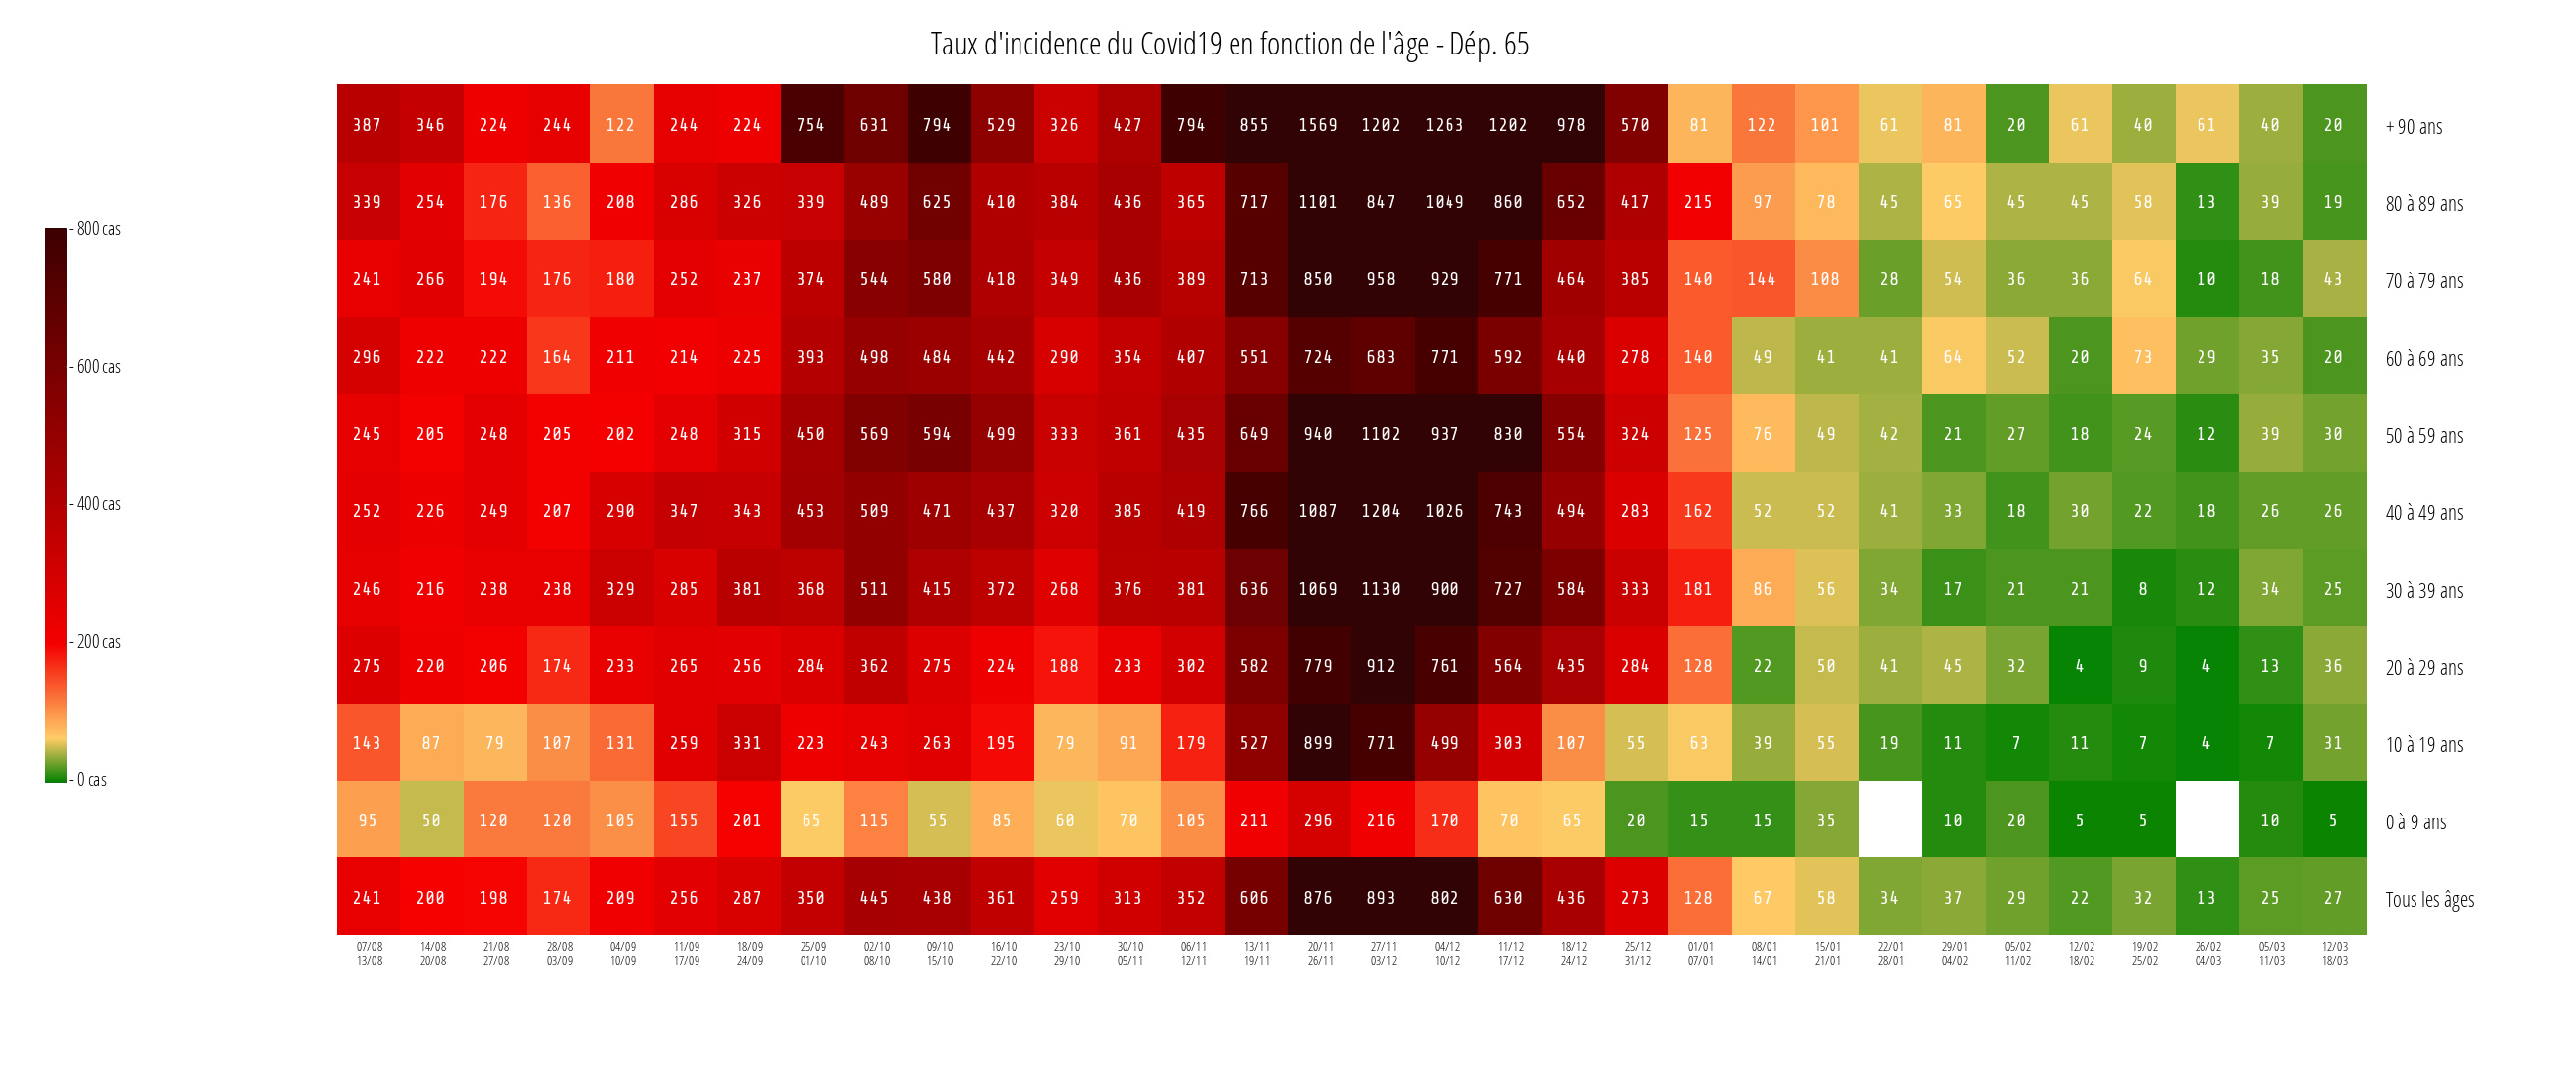 Taux d'incidence du Covid19 en fonction de l'âge - Dép. 65
- 800 cas
- 600 cas
- 400 cas
- 200 cas
- 0 cas
387 346 224 244 122 244 224 754 631 794 529 326 427 794 855 1569 1202 1263 1202 978 570 81 122 101 61 81 20 61 40 61 40 20 + 90 ans
339 254 176 136 208 286 326 339 489 625 410 384 436 365 717 1101 847 1049 860 652 417 215 97 78 45 65 45 45 58 13 39 19 80 à 89 ans
241 266 194 176 180 252 237 374 544 580 418 349 436 389 713 850 958 929 771 464 385 140 144 108 28 54 36 36 64 10 18 43 70 à 79 ans
296 222 222 164 211 214 225 393 498 484 442 290 354 407 551 724 683 771 592 440 278 140 49 41 41 64 52 20 73 29 35 20 60 à 69 ans
245 205 248 205 202 248 315 450 569 594 499 333 361 435 649 940 1102 937 830 554 324 125 76 49 42 21 27 18 24 12 39 30 50 à 59 ans
252 226 249 207 290 347 343 453 509 471 437 320 385 419 766 1087 1204 1026 743 494 283 162 52 52 41 33 18 30 22 18 26 26 40 à 49 ans
246 216 238 238 329 285 381 368 511 415 372 268 376 381 636 1069 1130 900 727 584 333 181 86 56 34 17 21 21 8 12 34 25 30 à 39 ans
275 220 206 174 233 265 256 284 362 275 224 188 233 302 582 779 912 761 564 435 284 128 22 50 41 45 32 4 9 4 13 36 20 à 29 ans
143 87 79 107 131 259 331 223 243 263 195 79 91 179 527 899 771 499 303 107 55 63 39 55 19 11 7 11 7 4 7 31 10 à 19 ans
95 50 120 120 105 155 201 65 115 55 85 60 70 105 211 296 216 170 70 65 20 15 15 35 10 20 5 5 10 5 0 à 9 ans
241 200 198 174 209 256 287 350 445 438 361 259 313 352 606 876 893 802 630 436 273 128 67 58 34 37 29 22 32 13 25 27 Tous les âges
07/08 14/08 21/08 28/08 04/09 11/09 18/09 25/09 02/10 09/10 16/10 23/10 30/10 06/11 13/11 20/11 27/11 04/12 11/12 18/12 25/12 01/01 08/01 15/01 22/01 29/01 05/02 12/02 19/02 26/02 05/03 12/03
13/08 20/08 27/08 03/09 10/09 17/09 24/09 01/10 08/10 15/10 22/10 29/10 05/11 12/11 19/11 26/11 03/12 10/12 17/12 24/12 31/12 07/01 14/01 21/01 28/01 04/02 11/02 18/02 25/02 04/03 11/03 18/03